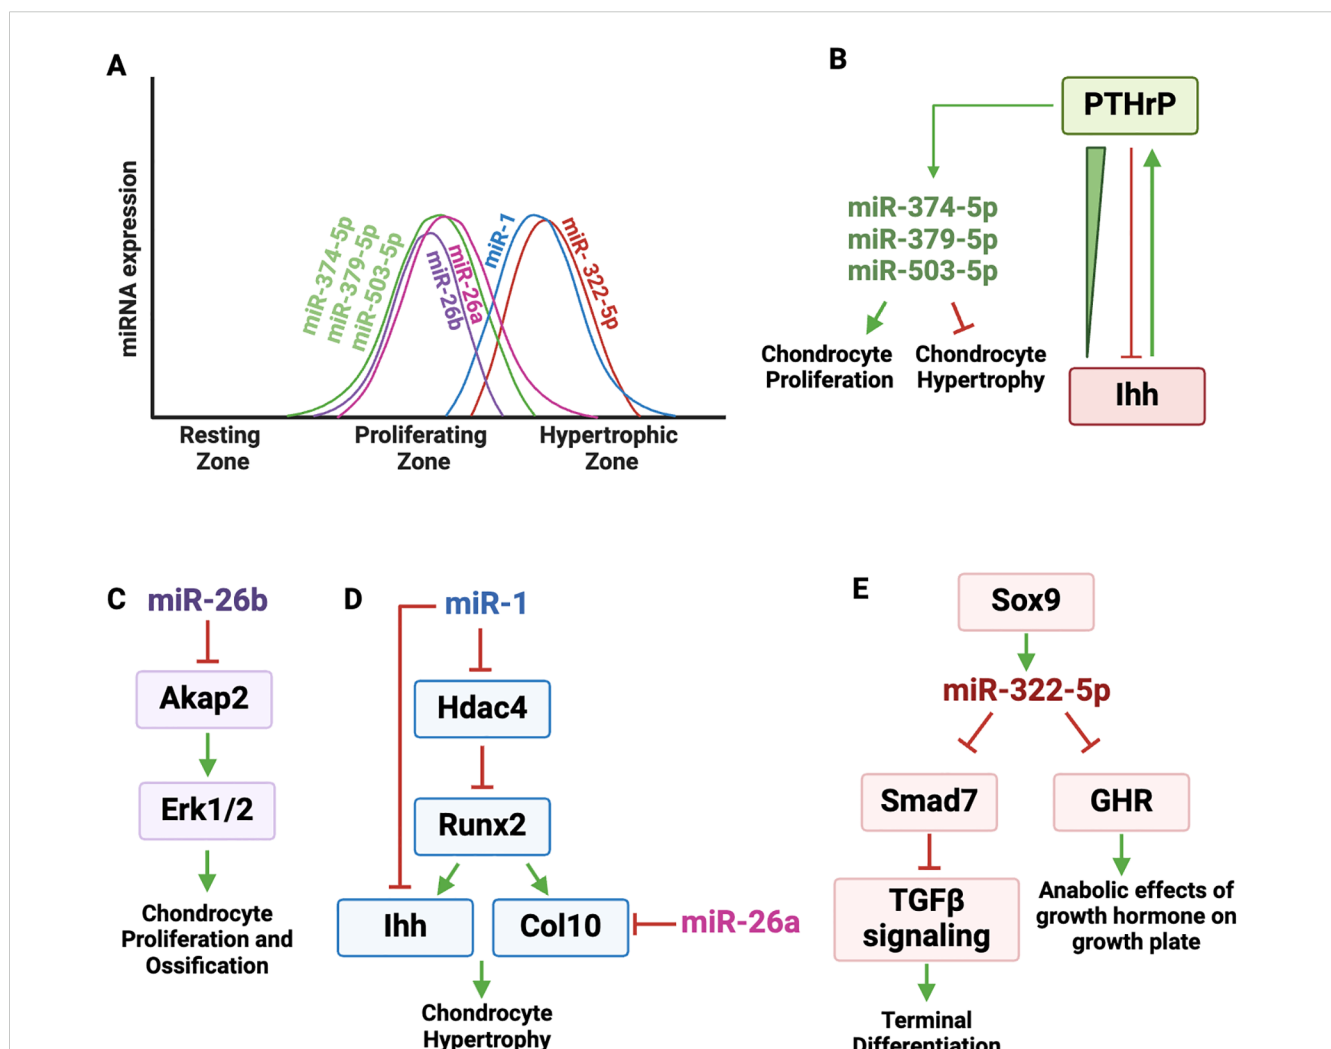 A
miRNA expression
miR-374-5p
miR-379-5p
miR-503-5p
miR-26b
miR-26a
miR-1
miR- 322-5p
Resting
Zone
Proliferating
Zone
Hypertrophic
Zone
B
PTHrP
miR-374-5p
miR-379-5p
miR-503-5p
Chondrocyte
Proliferation
Chondrocyte
Hypertrophy
Ihh
C
miR-26b
Akap2
Erk1/2
Chondrocyte
Proliferation and
Ossification
D
miR-1
Hdac4
Runx2
Ihh
Col10
miR-26a
Chondrocyte
Hypertrophy
E
Sox9
miR-322-5p
Smad7
GHR
TGFβ
signaling
Anabolic effects of
growth hormone on
growth plate
Terminal
Differentiation